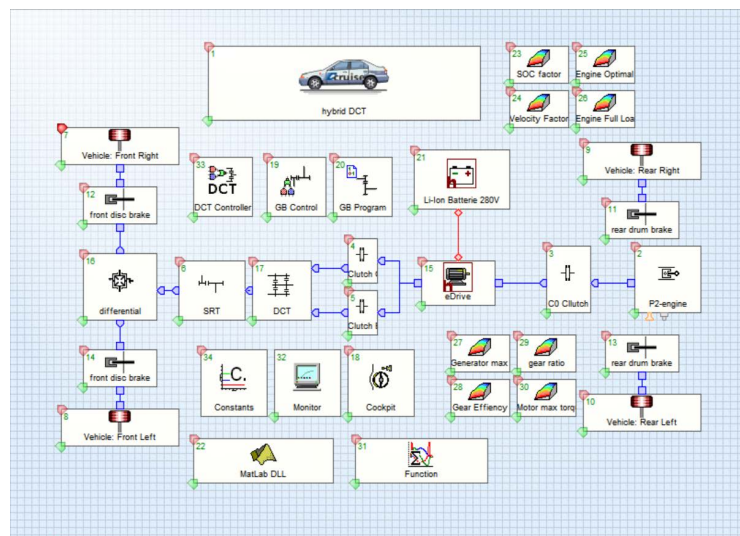 1
Cruise
hybrid DCT
23
SOC factor
25
Engine Optimal
24
Velocity Factor
26
Engine Full Loa
7
Vehicle: Front Right
33
DCT
DCT Controller
19
GB Control
20
GB Program
21
Li-Ion Batterie 280V
9
Vehicle: Rear Right
12
front disc brake
11
rear drum brake
16
differential
6
SRT
17
DCT
4
Clutch
5
Clutch
15
eDrive
3
C0 Cllutch
2
P2-engine
14
front disc brake
34
C.
Constants
32
Monitor
18
Cockpit
27
Generator max
29
gear ratio
28
Gear Effiency
30
Motor max torq
13
rear drum brake
8
Vehicle: Front Left
10
Vehicle: Rear Left
22
MatLab DLL
31
Function